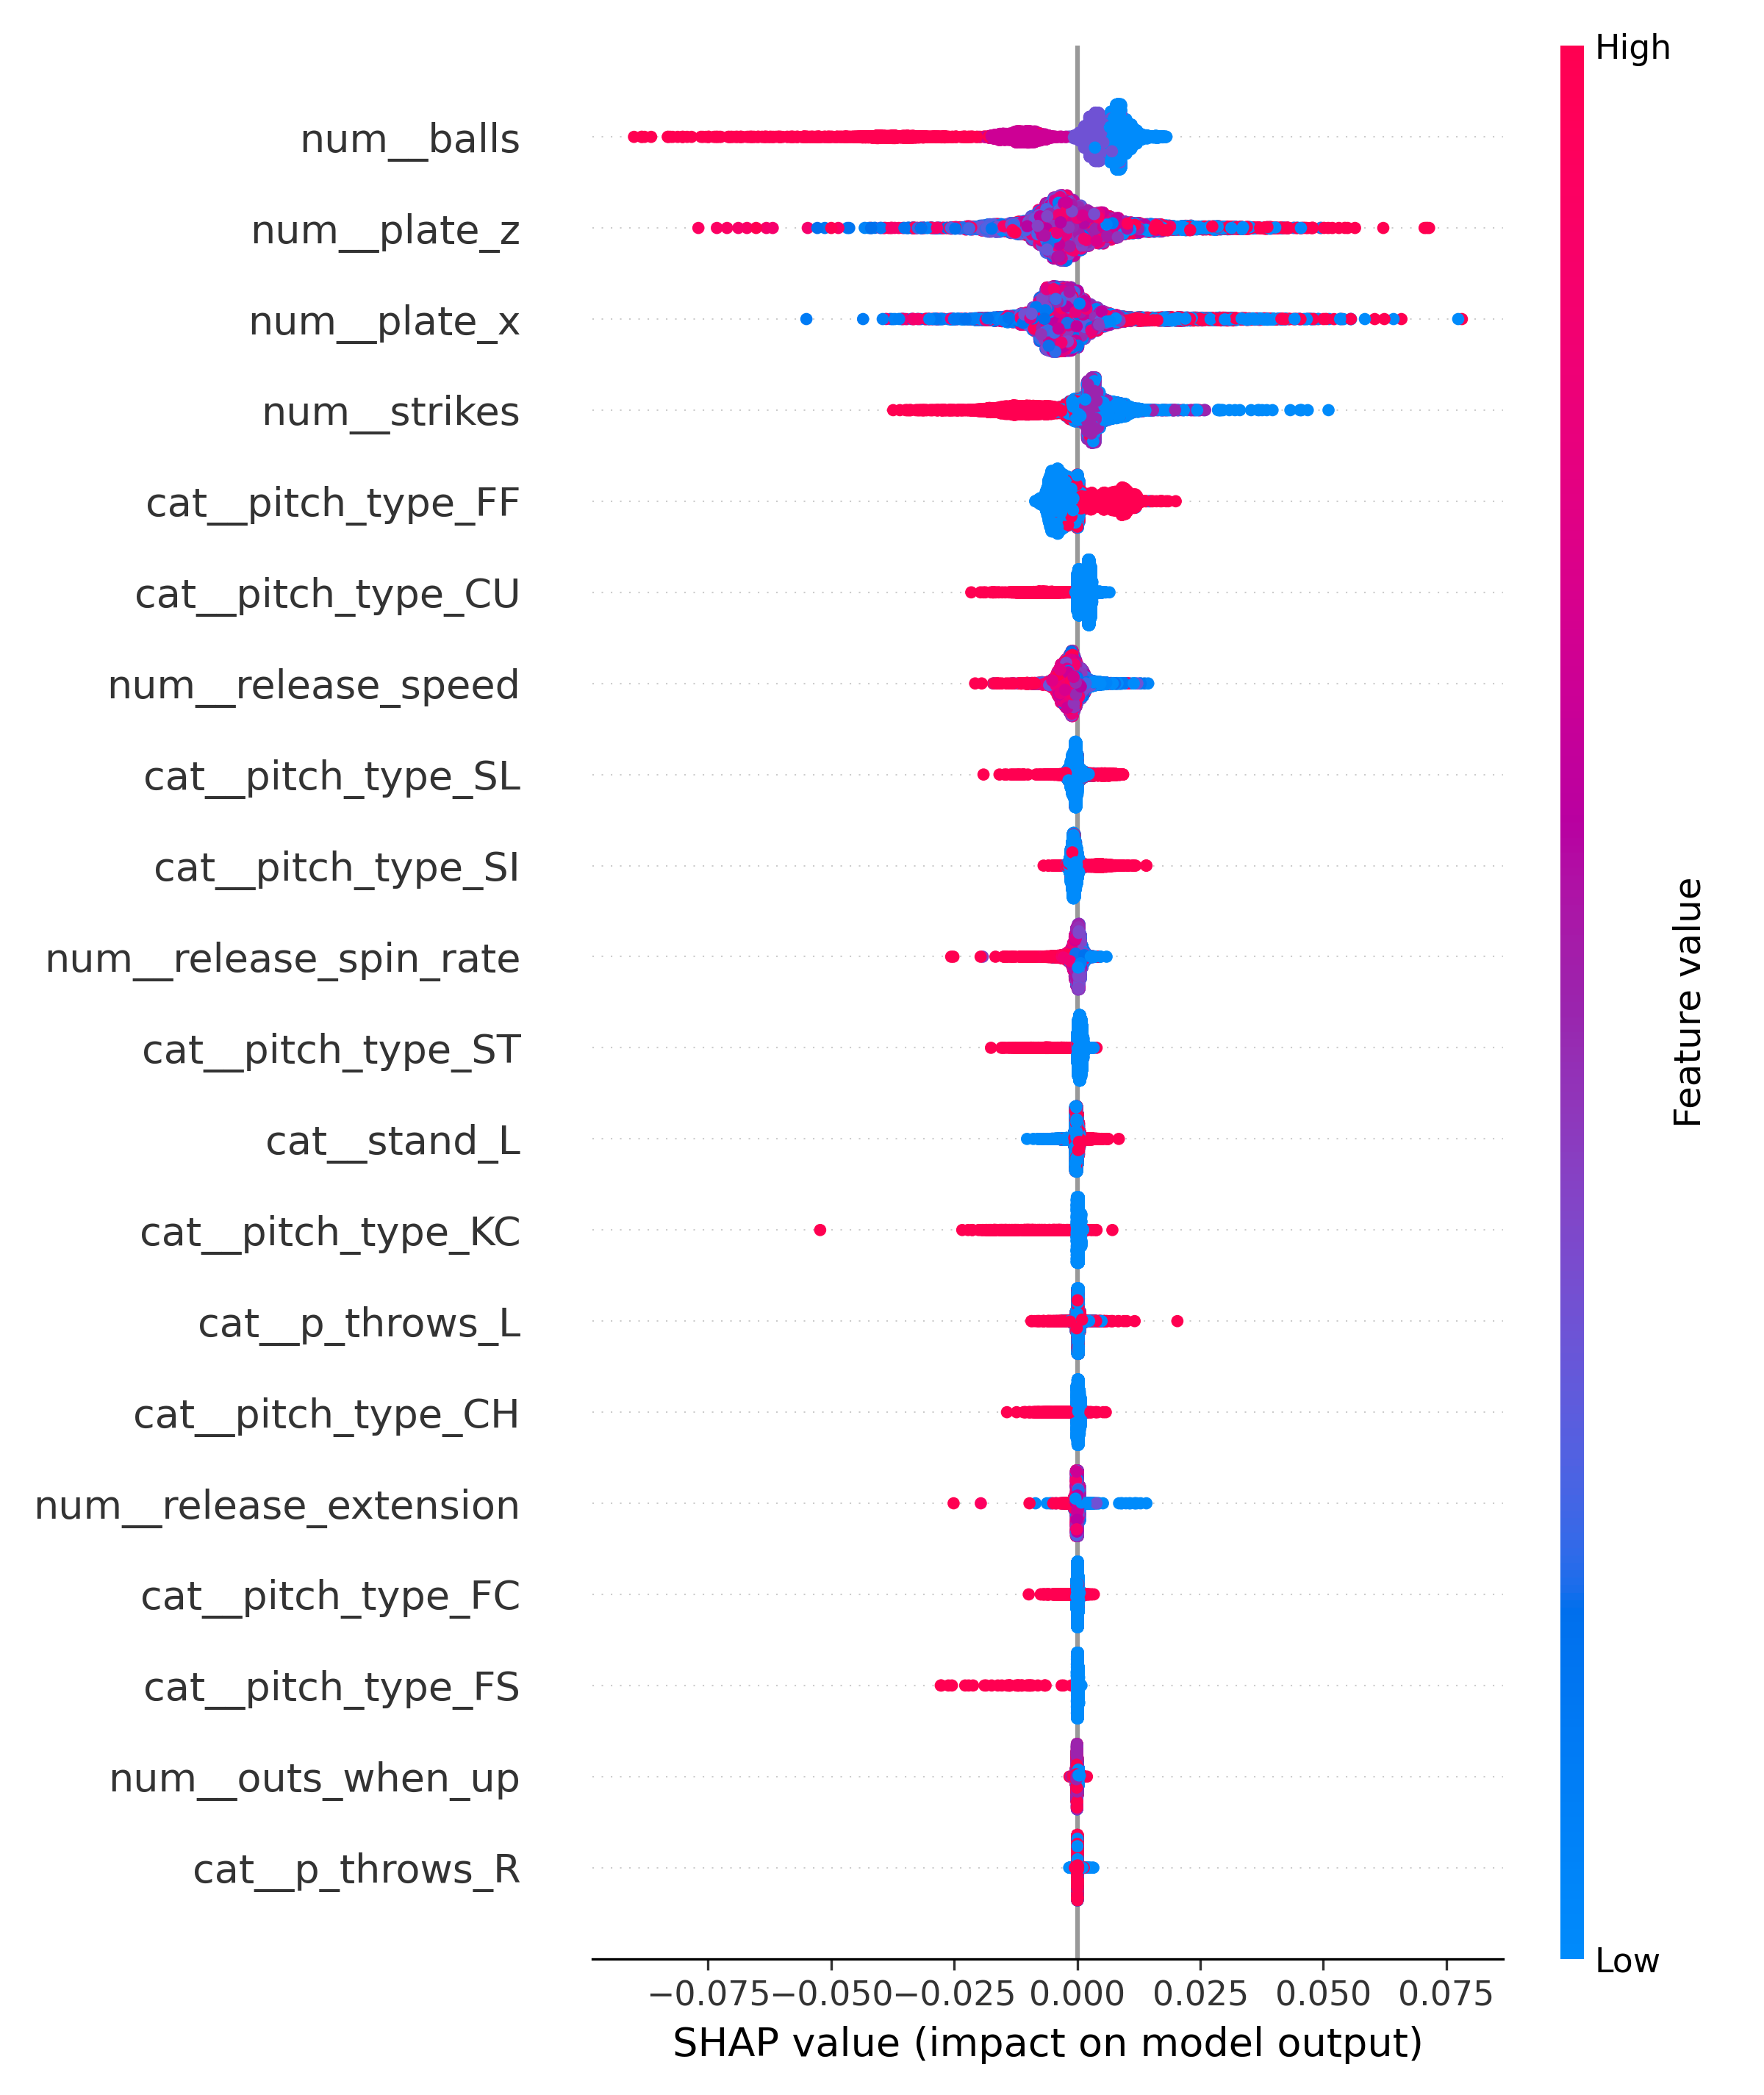 High
num__balls
num__plate_z
num__plate_x
num__strikes
cat__pitch_type_FF
cat__pitch_type_CU
num__release_speed
cat__pitch_type_SL
cat__pitch_type_SI
num__release_spin_rate
cat__pitch_type_ST
cat__stand_L
cat__pitch_type_KC
cat__p_throws_L
cat__pitch_type_CH
num__release_extension
cat__pitch_type_FC
cat__pitch_type_FS
num__outs_when_up
cat__p_throws_R
Feature value
Low
−0.075 −0.050 −0.025 0.000 0.025 0.050 0.075
SHAP value (impact on model output)